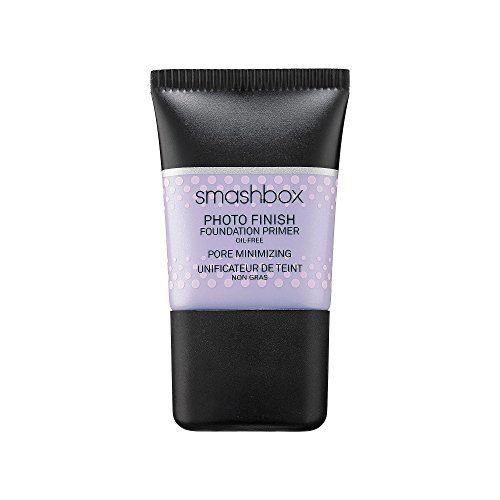 smashbox
PHOTO FINISH
FOUNDATION PRIMER
OIL-FREE
PORE MINIMIZING
UNIFICATEUR DE TEINT
NON GRAS